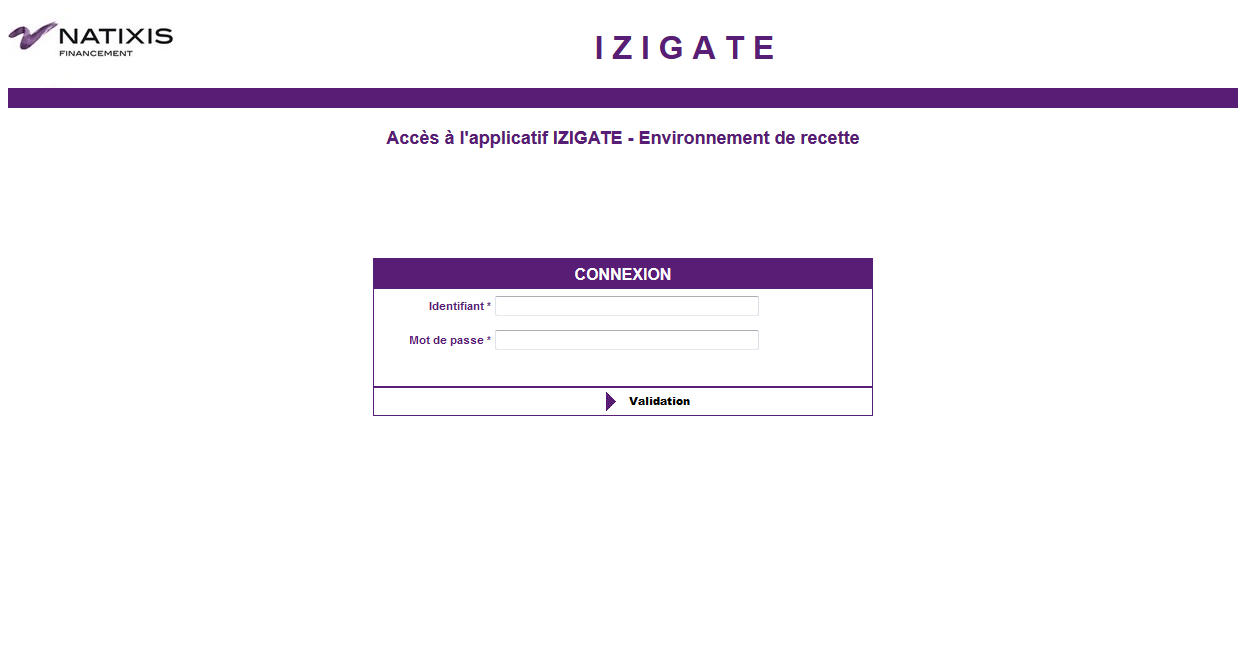 NATIXIS
FINANCEMENT
IZIGATE
Accès à l'applicatif IZIGATE - Environnement de recette
CONNEXION
Identifiant *
Mot de passe *
Validation